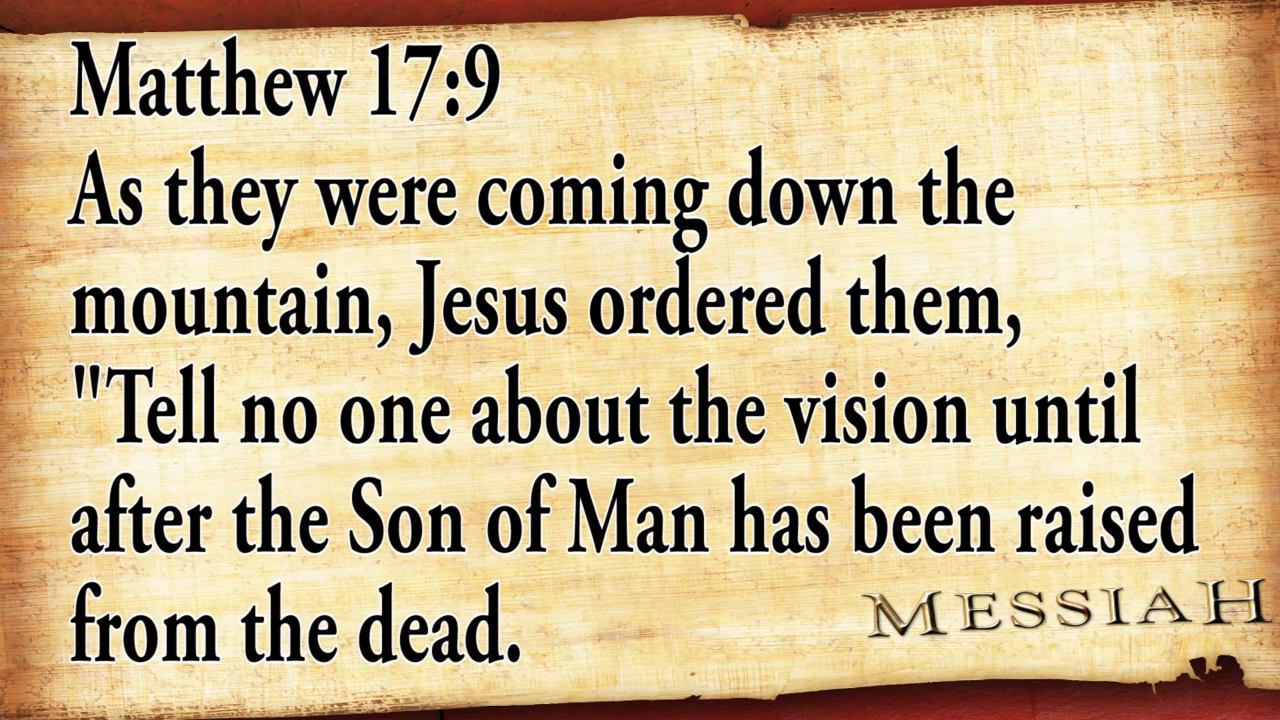 Matthew 17:9
As they were coming down the
mountain, Jesus ordered them,
"Tell no one about the vision until
after the Son of Man has been raised
from the dead.
MESSIAH